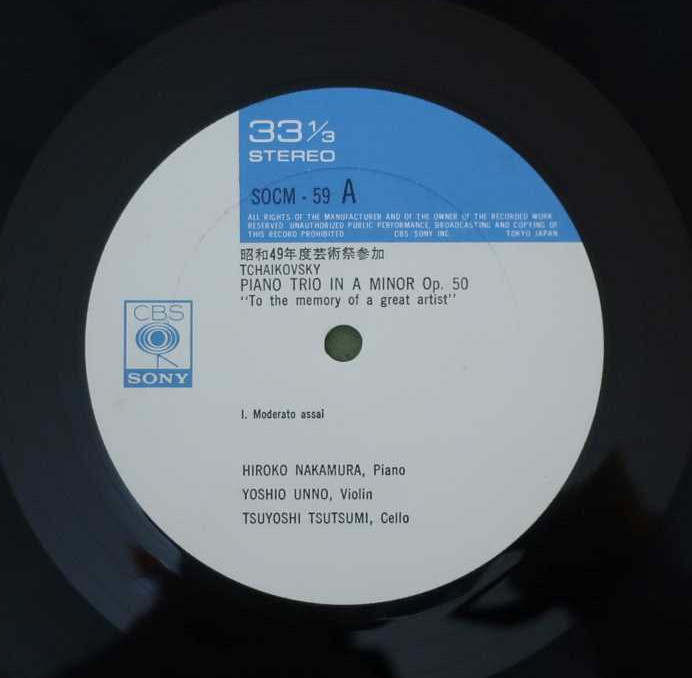 33 1/3
STEREO
SOCM - 59 A
ALL RIGHTS OF THE MANUFACTURER AND OF THE OWNER OF THE RECORDED WORK
RESERVED UNAUTHORIZED PUBLIC PERFORMANCE, BROADCASTING AND COPYING OF
THIS RECORD PROHIBITED CBS SONY INC. TOKYO JAPAN
昭和49年度芸術祭参加
TCHAIKOVSKY
PIANO TRIO IN A MINOR Op. 50
"To the memory of a great artist"
CBS
SONY
I. Moderato assai
HIROKO NAKAMURA, Piano
YOSHIO UNNO, Violin
TSUYOSHI TSUTSUMI, Cello